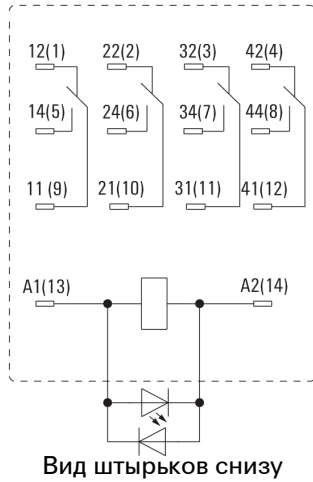 12(1) 22(2) 32(3) 42(4)
14(5) 24(6) 34(7) 44(8)
11 (9) 21(10) 31(11) 41(12)
A1(13) A2(14)
Вид штырьков снизу